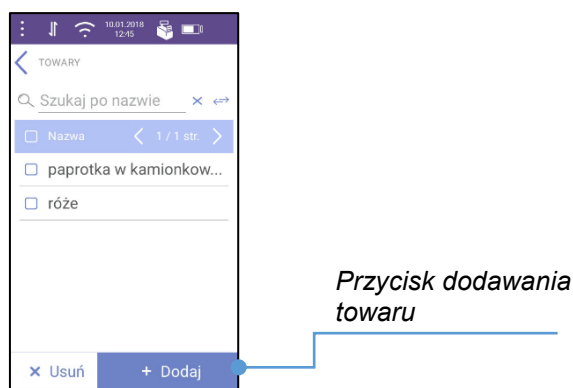 10.01.2018
12:45
TOWARY
Szukaj po nazwie
Nazwa 1 / 1 str.
paprotka w kamionkow...
róże
Przycisk dodawania
towaru
Usuń + Dodaj